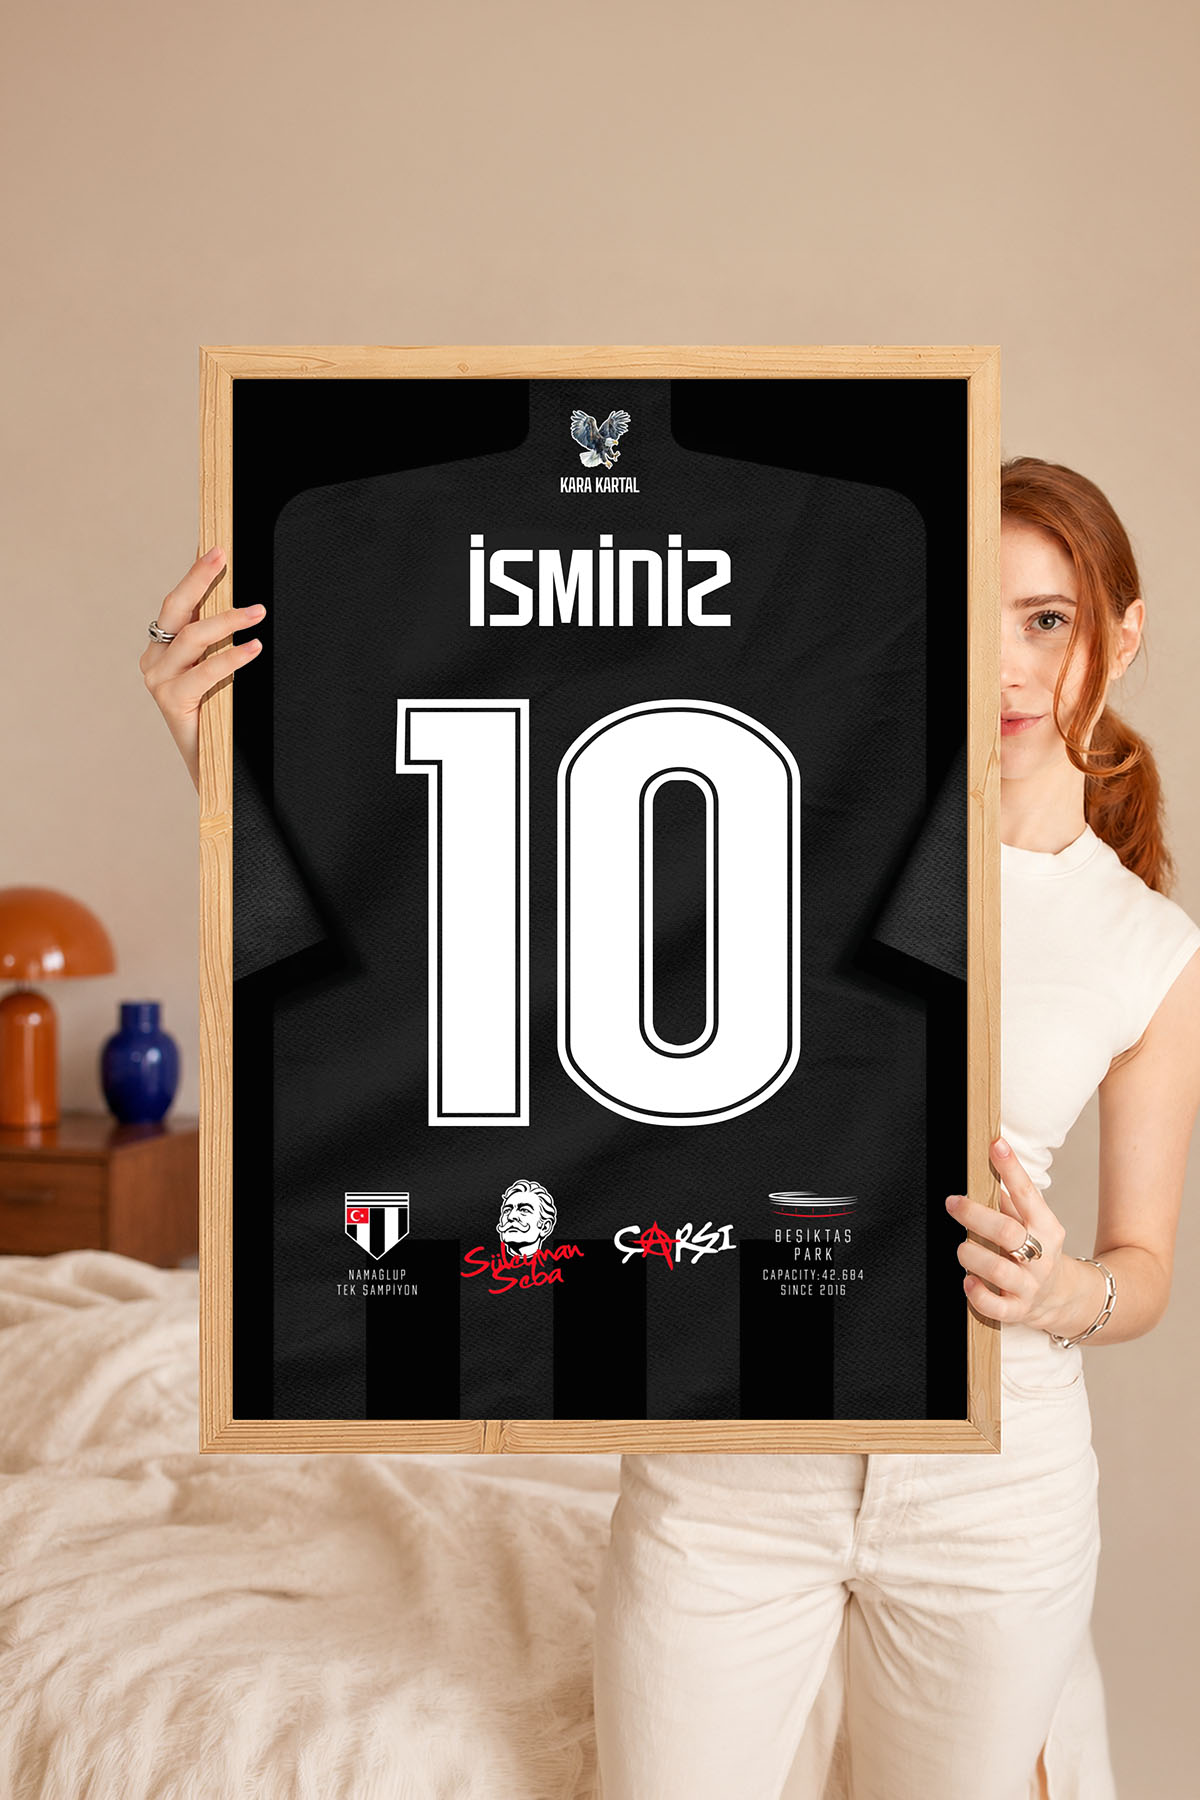 KARA KARTAL
İSMİNİZ
10
NAMAĞLUP
TEK ŞAMPİYON
Süleyman
Seba
ÇARŞI
BEŞİKTAŞ
PARK
CAPACITY:42.684
SINCE 2016